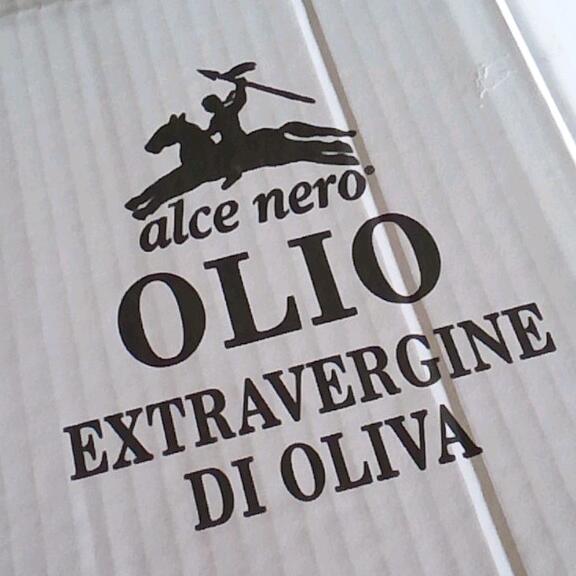 alce nero
OLIO
EXTRAVERGINE
DI OLIVA